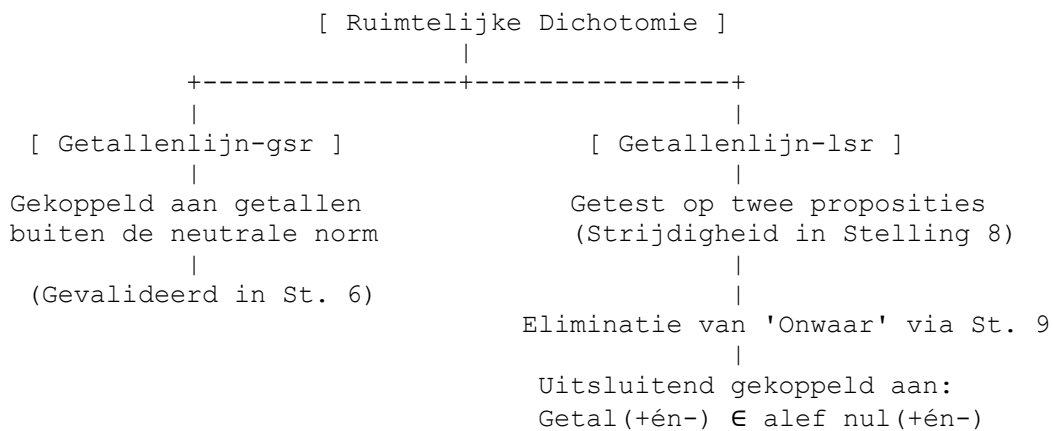 [ Ruimtelijke Dichotomie ]
|
+----------------+----------------+
| |
[ Getallenlijn-gsr ] [ Getallenlijn-lsr ]
| |
Gekoppeld aan getallen Getest op twee proposities
buiten de neutrale norm (Strijdigheid in Stelling 8)
| |
(Gevalideerd in St. 6) |
Eliminatie van 'Onwaar' via St. 9
|
Uitsluitend gekoppeld aan:
Getal(+én-) ∈ alef nul(+én-)